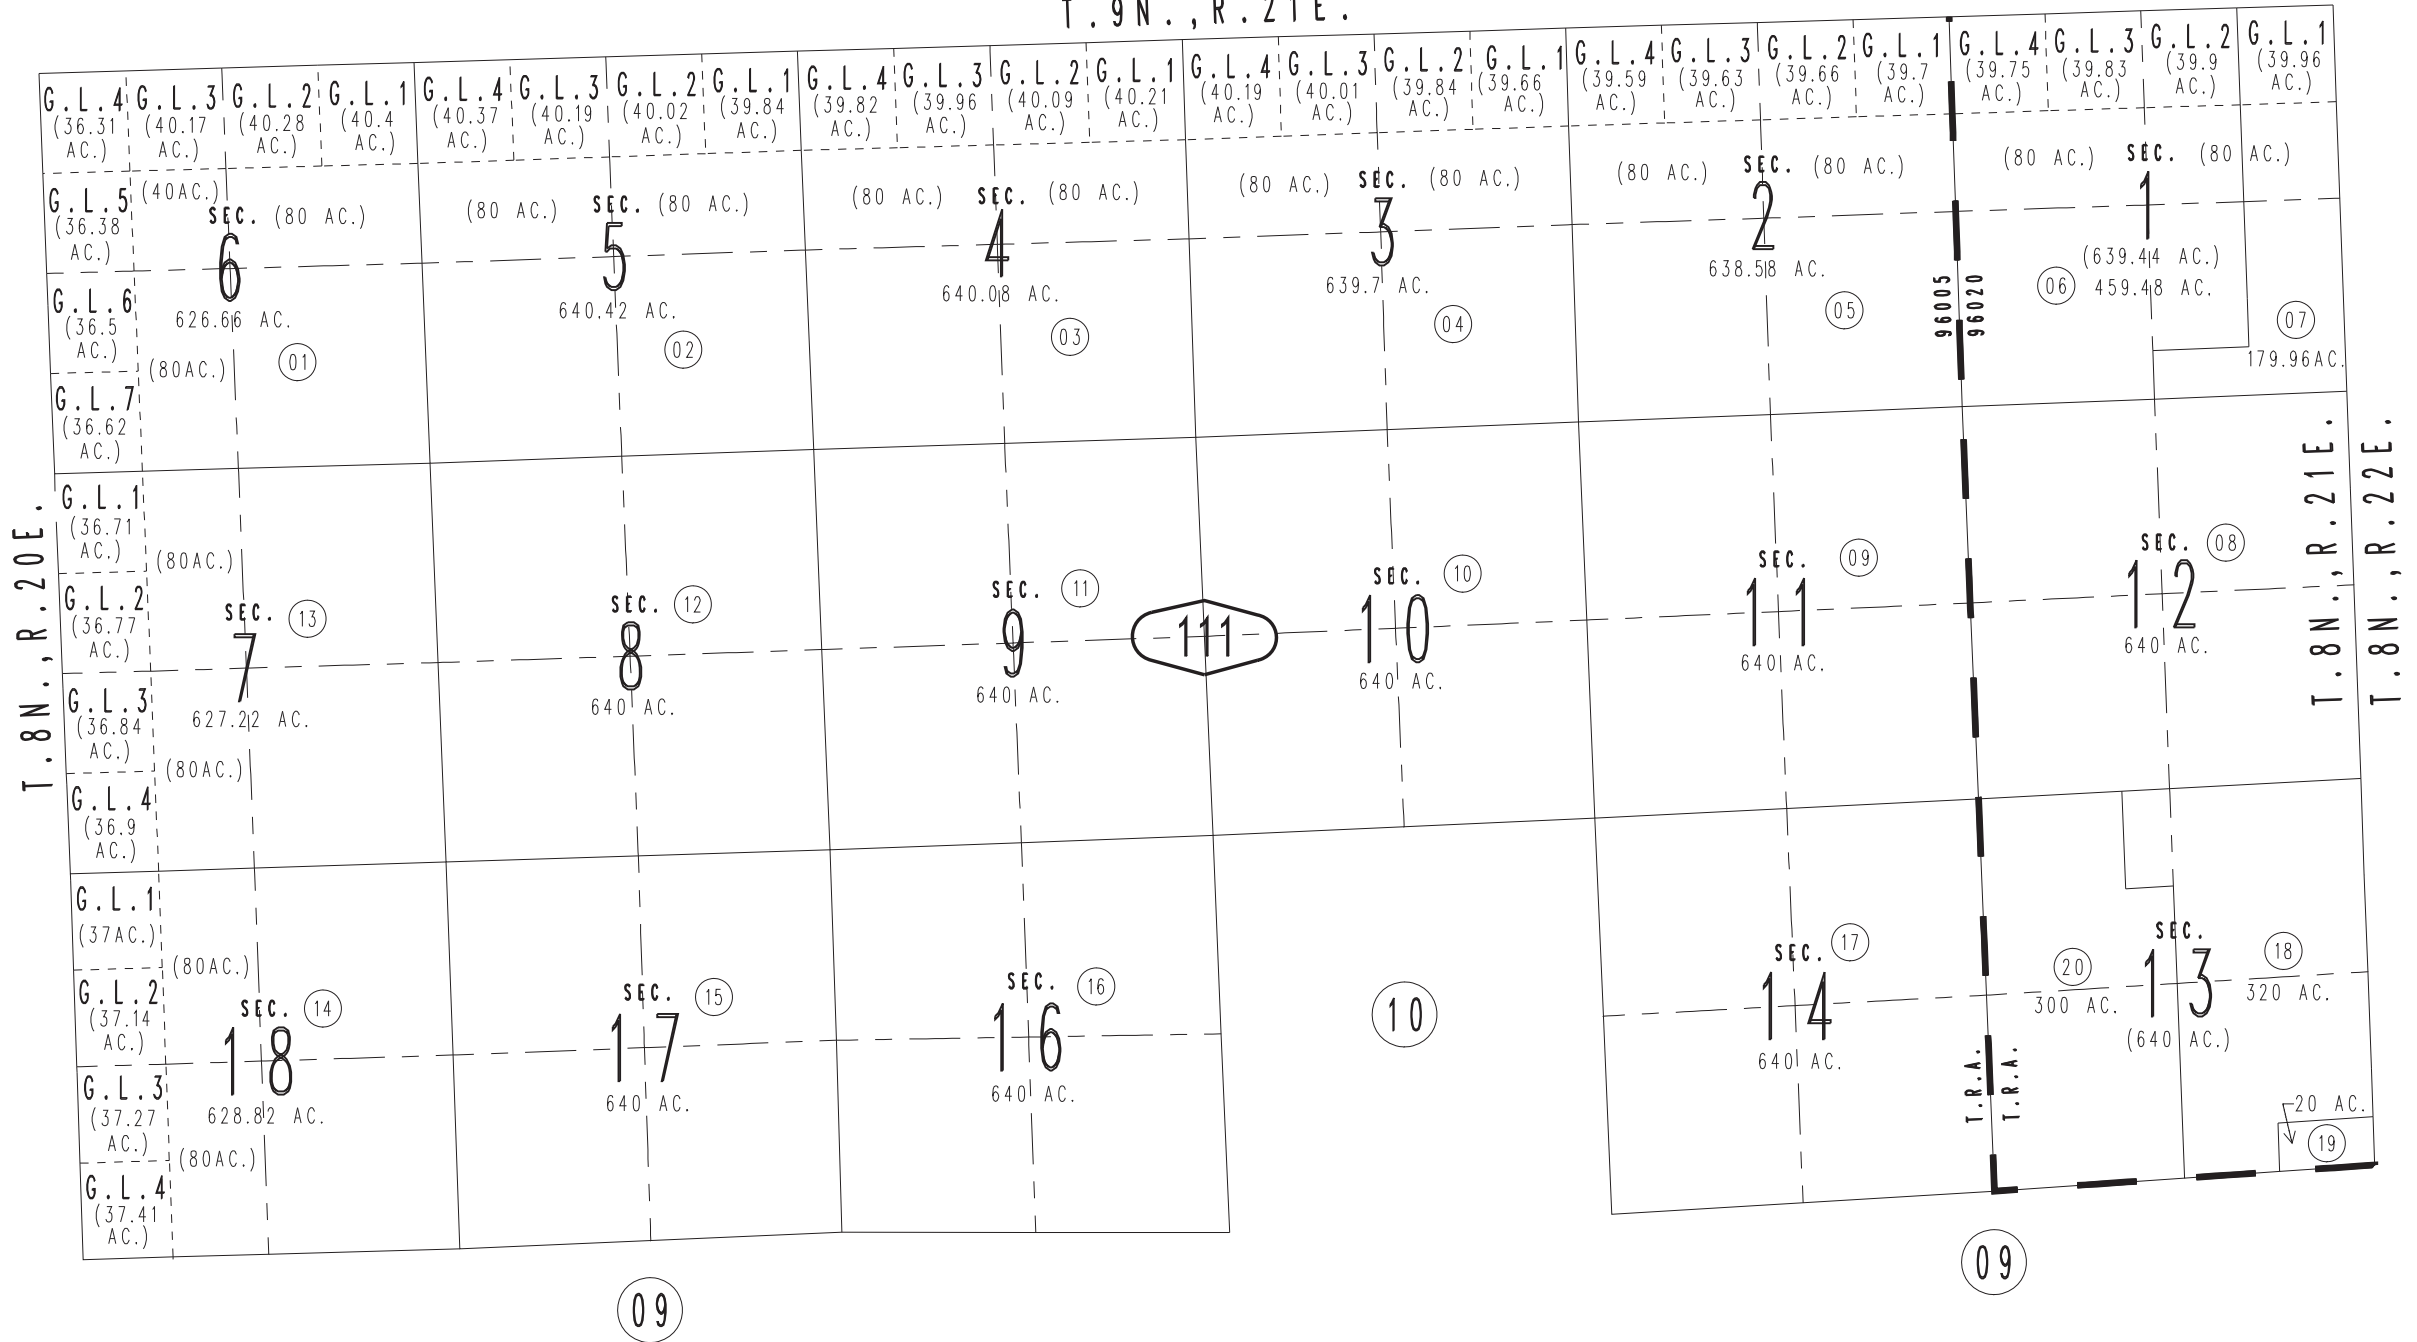 T.9N.,R.21E.
G.L.4
(36.31
AC.)
G.L.3
(40.17
AC.)
G.L.2
(40.28
AC.)
G.L.1
(40.4
AC.)
G.L.4
(40.37
AC.)
G.L.3
(40.19
AC.)
G.L.2
(40.02
AC.)
G.L.1
(39.84
AC.)
G.L.4
(39.82
AC.)
G.L.3
(39.96
AC.)
G.L.2
(40.09
AC.)
G.L.1
(40.21
AC.)
G.L.4
(40.19
AC.)
G.L.3
(40.01
AC.)
G.L.2
(39.84
AC.)
G.L.1
(39.66
AC.)
G.L.4
(39.59
AC.)
G.L.3
(39.63
AC.)
G.L.2
(39.66
AC.)
G.L.1
(39.7
AC.)
G.L.4
(39.75
AC.)
G.L.3
(39.83
AC.)
G.L.2
(39.9
AC.)
G.L.1
(39.96
AC.)
G.L.5
(36.38
AC.)
(40AC.)
SEC.
6
(80 AC.)
626.66 AC.
01
G.L.6
(36.5
AC.)
(80AC.)
G.L.7
(36.62
AC.)
(80 AC.)
SEC.
5
(80 AC.)
640.42 AC.
02
(80 AC.)
SEC.
4
(80 AC.)
640.08 AC.
03
(80 AC.)
SEC.
3
(80 AC.)
639.7 AC.
04
(80 AC.)
SEC.
2
(80 AC.)
638.58 AC.
05
96005
96020
(80 AC.)
SEC.
1
(80 AC.)
(639.44 AC.)
06
459.48 AC.
07
179.96AC.
T.8N.,R.20E.
G.L.1
(36.71
AC.)
(80AC.)
G.L.2
(36.77
AC.)
SEC.
7
13
627.22 AC.
G.L.3
(36.84
AC.)
(80AC.)
G.L.4
(36.9
AC.)
SEC.
8
12
640 AC.
SEC.
9
11
640 AC.
111
SEC.
10
10
640 AC.
SEC.
11
09
640 AC.
SEC.
12
08
640 AC.
T.8N.,R.21E.
T.8N.,R.22E.
G.L.1
(37AC.)
(80AC.)
G.L.2
(37.14
AC.)
SEC.
18
14
628.82 AC.
G.L.3
(37.27
AC.)
(80AC.)
G.L.4
(37.41
AC.)
SEC.
17
15
640 AC.
SEC.
16
16
640 AC.
10
SEC.
14
17
640 AC.
T.R.A.
T.R.A.
20
300 AC.
SEC.
13
(640 AC.)
18
320 AC.
20 AC.
19
09
09